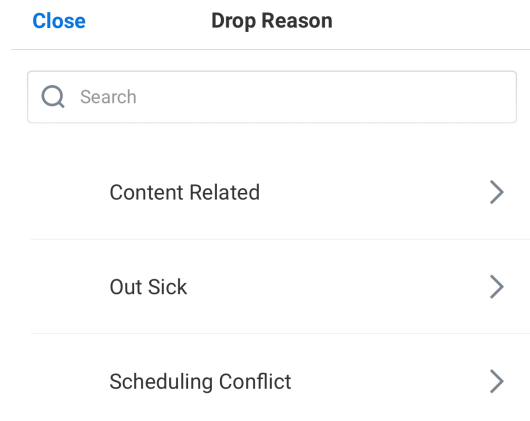 Close Drop Reason
Search
Content Related
Out Sick
Scheduling Conflict